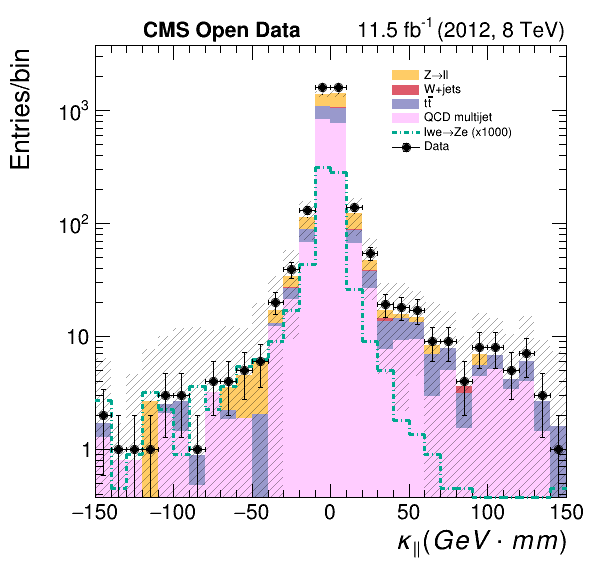 CMS Open Data 11.5 fb⁻¹ (2012, 8 TeV)
Entries/bin
Z→ll
W+jets
tt̄
QCD multijet
lwe→Ze (x1000)
Data
10³
10²
10
1
−150 −100 −50 0 50 100 150
κ∥(GeV · mm)